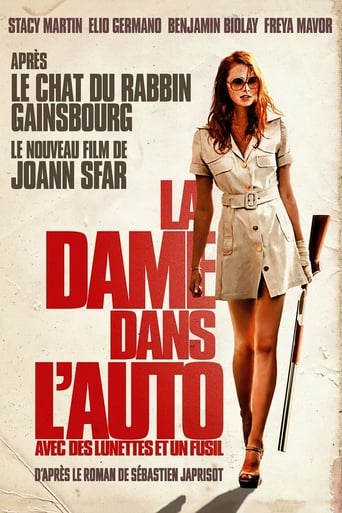 STACY MARTIN ELIO GERMANO BENJAMIN BIOLAY FREYA MAVOR
APRÈS
LE CHAT DU RABBIN
GAINSBOURG
LE NOUVEAU FILM DE
JOANN SFAR
LA
DAME
DANS
L'AUTO
AVEC DES LUNETTES ET UN FUSIL
D'APRÈS LE ROMAN DE SÉBASTIEN JAPRISOT